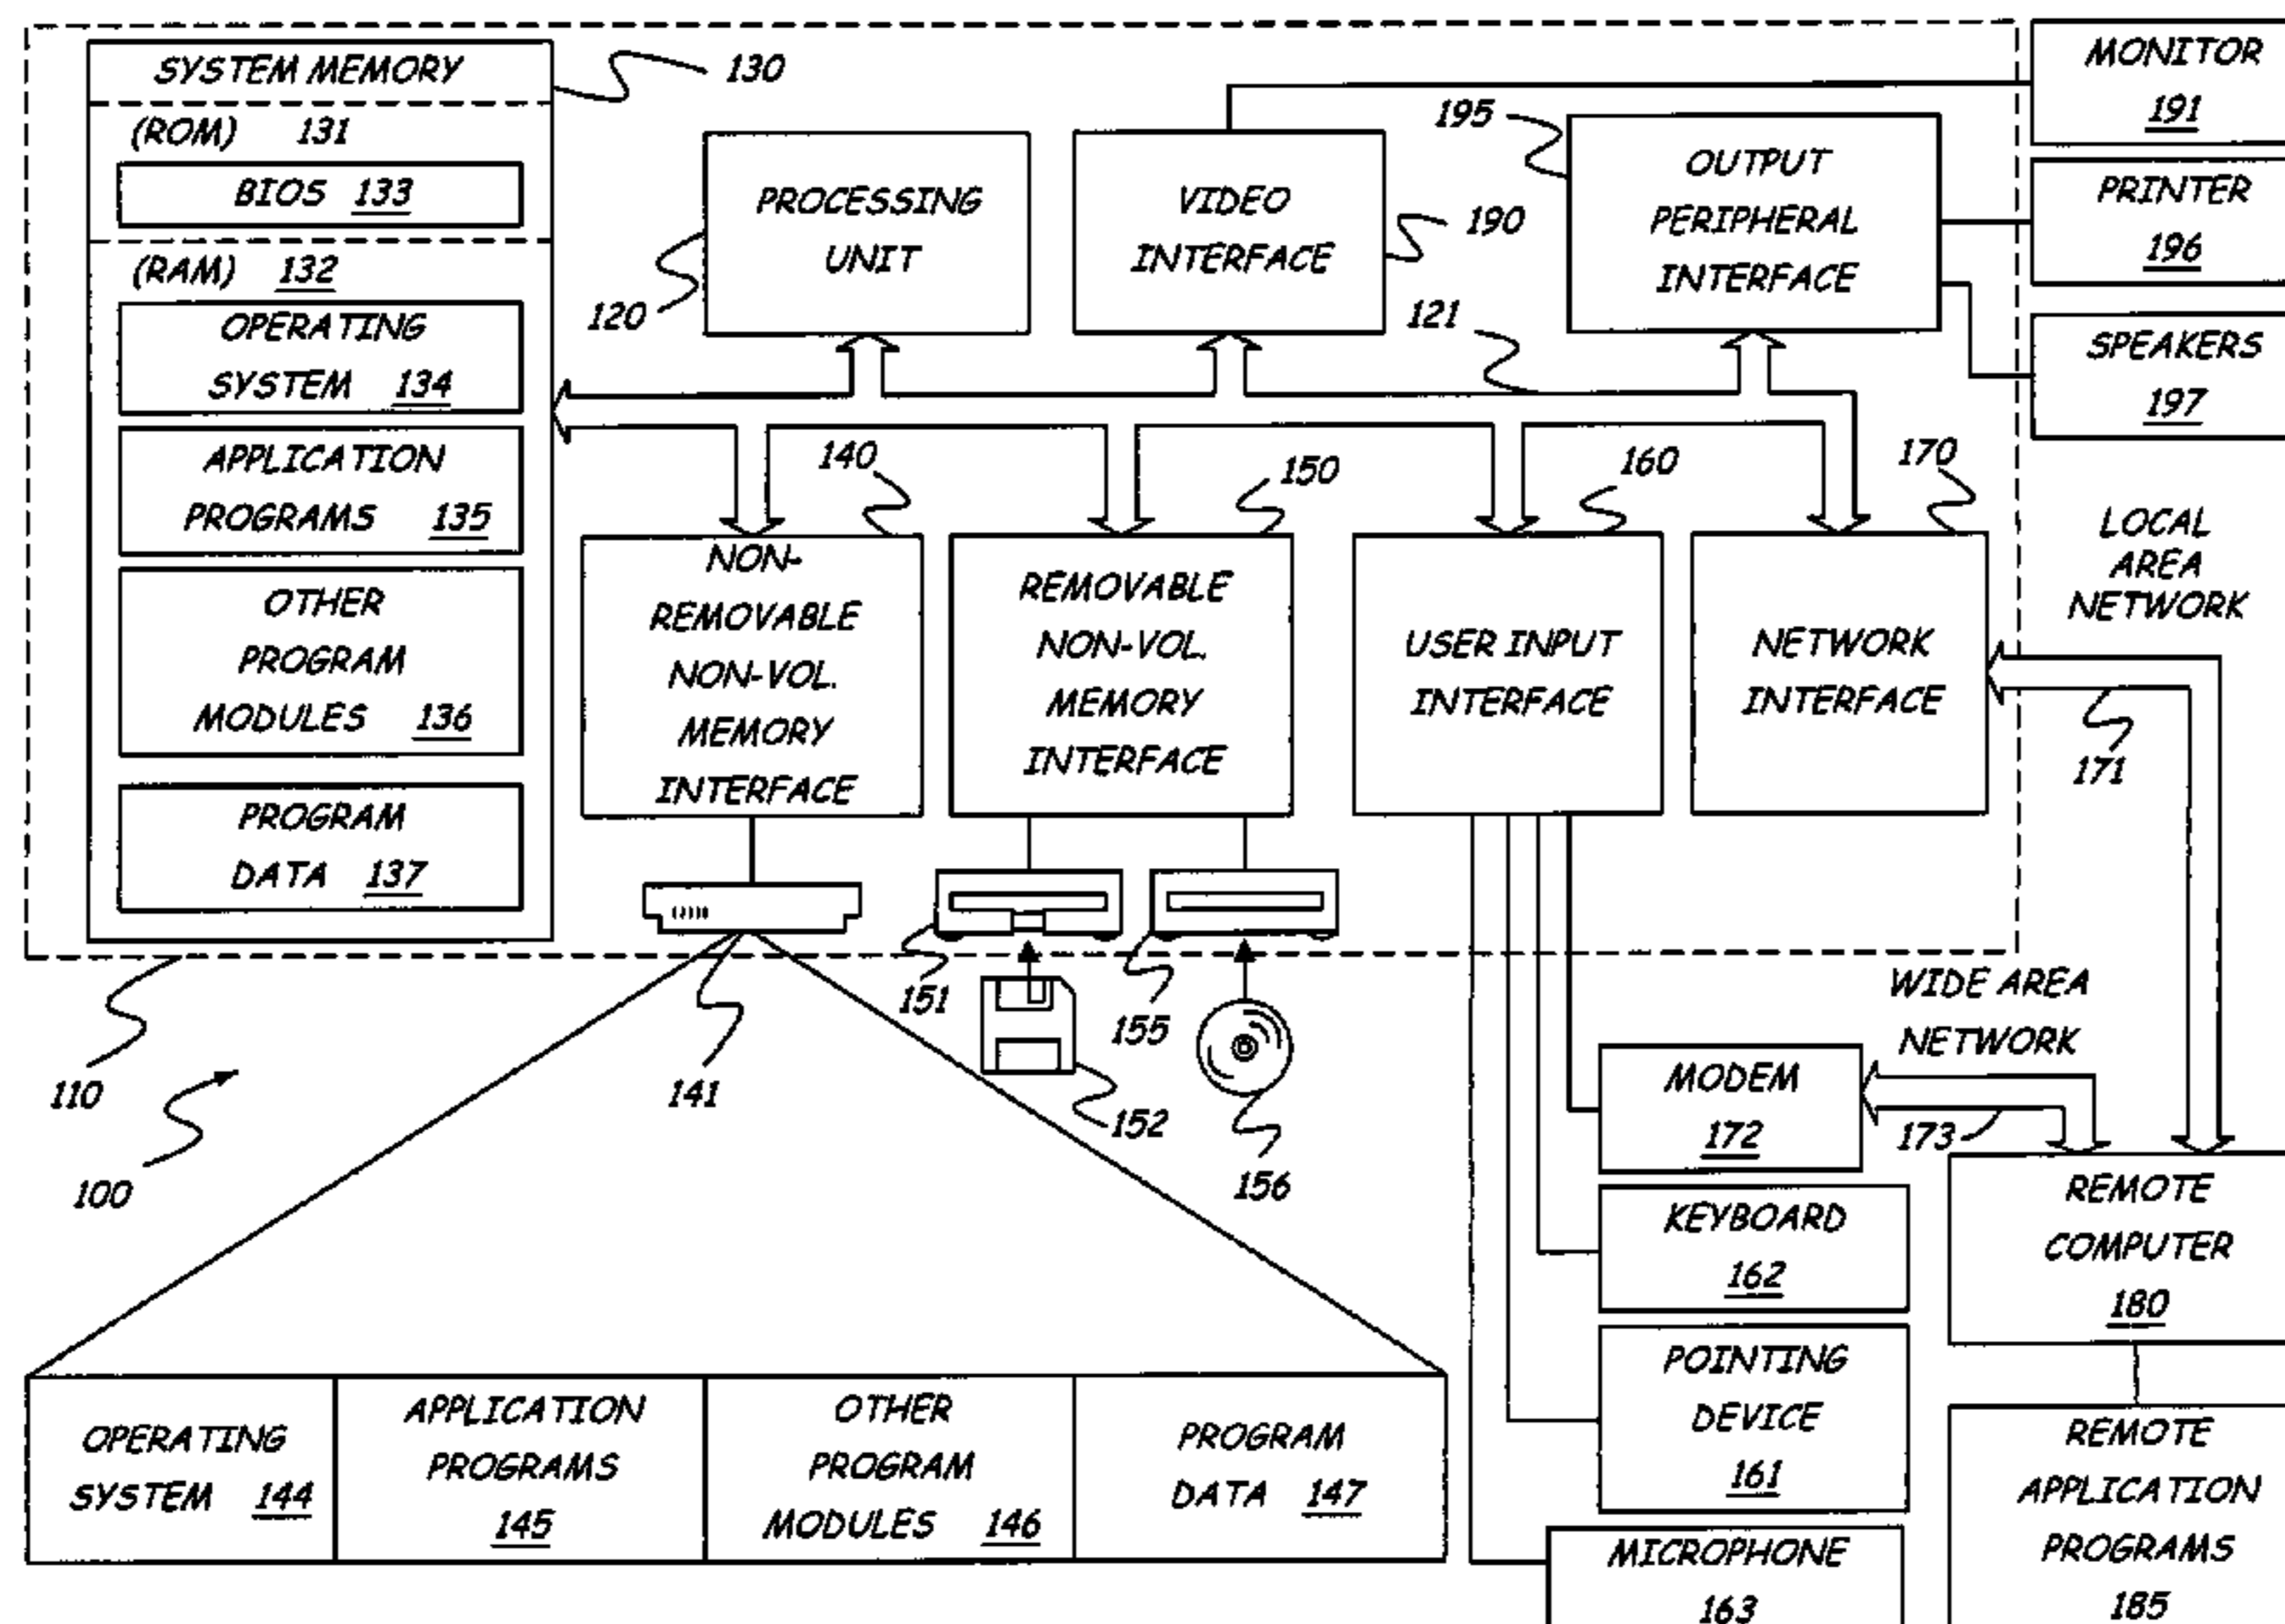 SYSTEM MEMORY
130
(ROM) 131
BIOS 133
(RAM) 132
OPERATING
SYSTEM 134
APPLICATION
PROGRAMS 135
OTHER
PROGRAM
MODULES 136
PROGRAM
DATA 137
PROCESSING
UNIT
120
VIDEO
INTERFACE
190
195
OUTPUT
PERIPHERAL
INTERFACE
121
MONITOR
191
PRINTER
196
SPEAKERS
197
140
NON-
REMOVABLE
NON-VOL.
MEMORY
INTERFACE
150
REMOVABLE
NON-VOL.
MEMORY
INTERFACE
160
USER INPUT
INTERFACE
170
NETWORK
INTERFACE
LOCAL
AREA
NETWORK
171
110
100
141
151
152
155
156
WIDE AREA
NETWORK
173
MODEM
172
KEYBOARD
162
POINTING
DEVICE
161
MICROPHONE
163
REMOTE
COMPUTER
180
REMOTE
APPLICATION
PROGRAMS
185
OPERATING
SYSTEM 144
APPLICATION
PROGRAMS
145
OTHER
PROGRAM
MODULES 146
PROGRAM
DATA 147